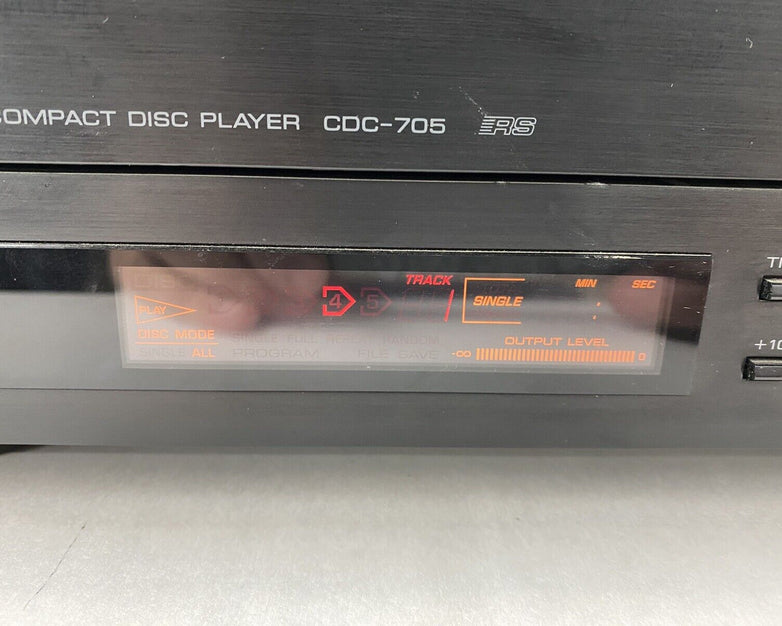 COMPACT DISC PLAYER CDC-705 RS
TRACK
MIN SEC
4 5
SINGLE
PLAY
DISC MODE
SINGLE FULL REPEAT RANDOM
OUTPUT LEVEL
SINGLE ALL PROGRAM FILE SAVE
-∞ 0
+10